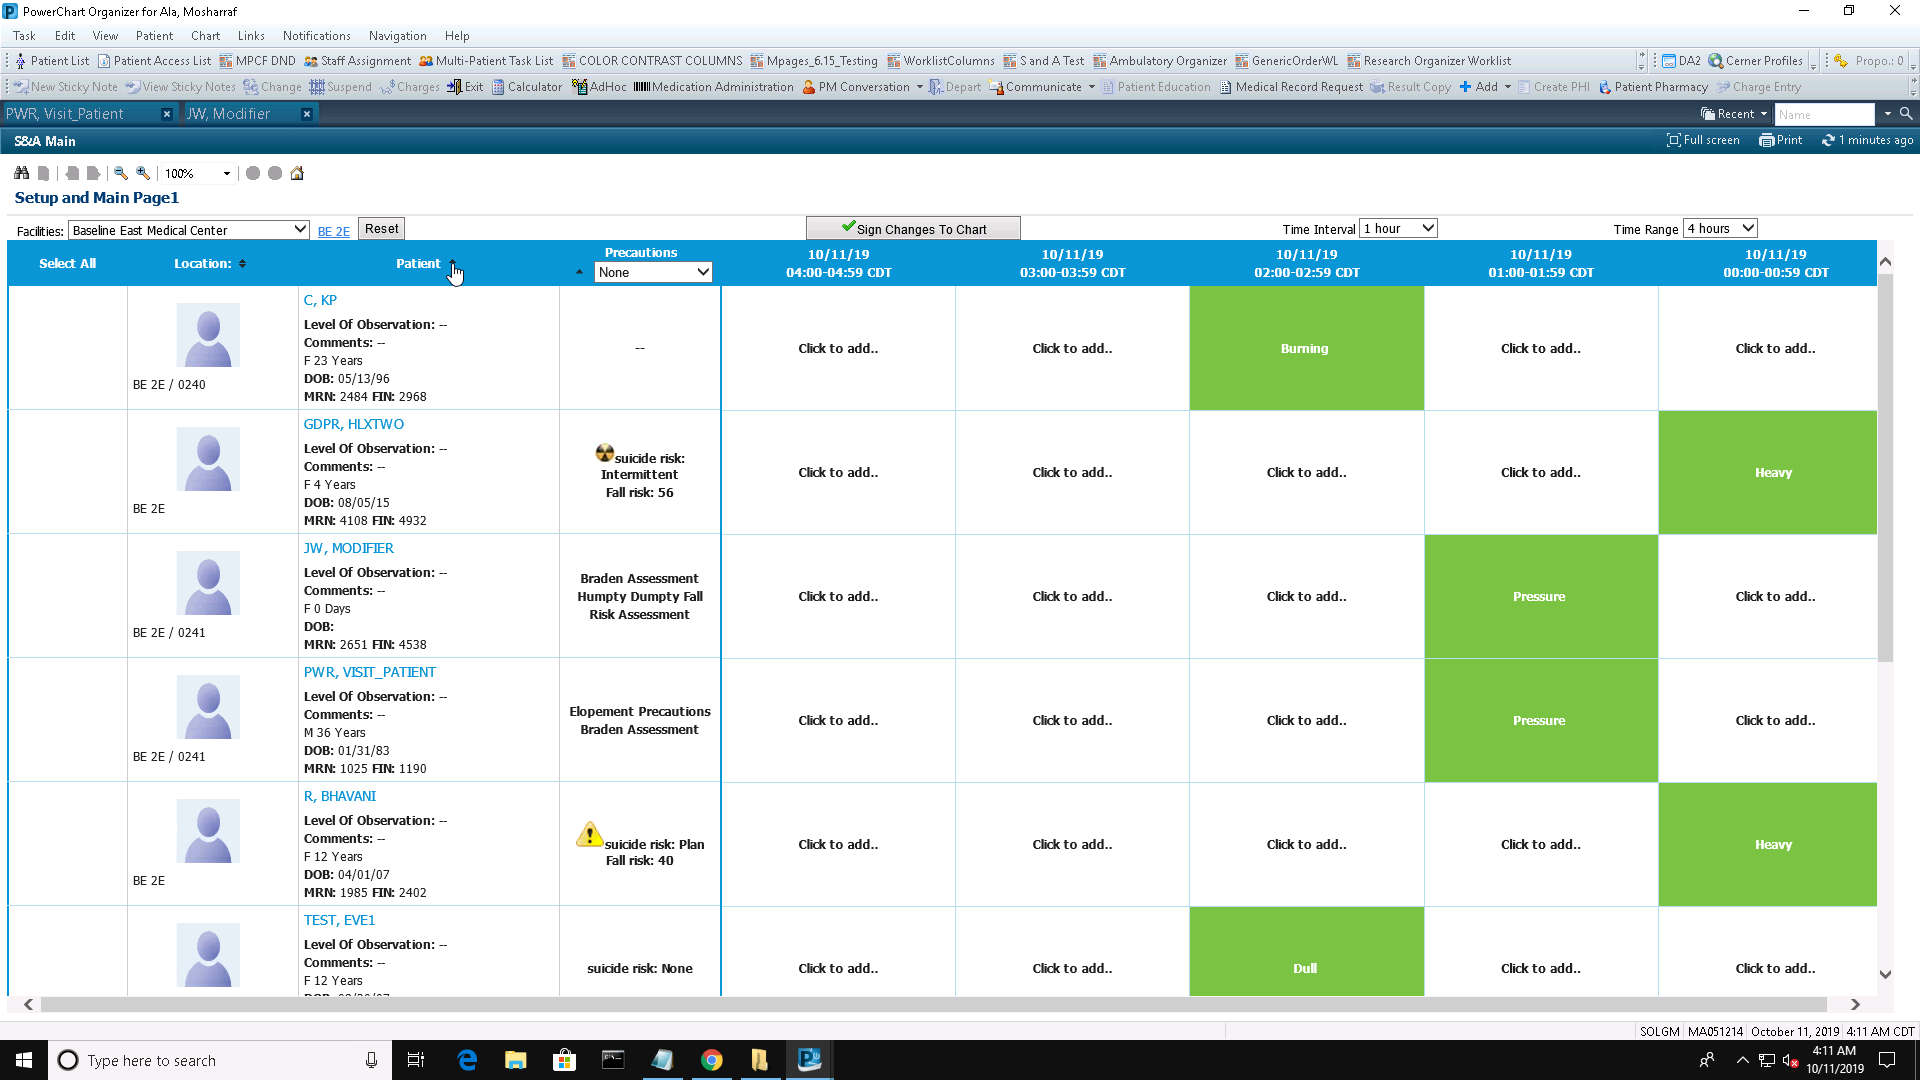 PowerChart Organizer for Ala, Mosharraf
Task Edit View Patient Chart Links Notifications Navigation Help
Patient List Patient Access List MPCF DND Staff Assignment Multi-Patient Task List COLOR CONTRAST COLUMNS Mpages_6.15_Testing WorklistColumns S and A Test Ambulatory Organizer GenericOrderWL Research Organizer Worklist DA2 Cerner Profiles Propo.: 0
New Sticky Note View Sticky Notes Change Suspend Charges Exit Calculator AdHoc Medication Administration PM Conversation Depart Communicate Patient Education Medical Record Request Result Copy Add Create PHI Patient Pharmacy Charge Entry
PWR, Visit_Patient JW, Modifier Recent Name
S&A Main Full screen Print 1 minutes ago
100%
Setup and Main Page1
Facilities: Baseline East Medical Center BE 2E Reset Sign Changes To Chart Time Interval 1 hour Time Range 4 hours
Select All Location: Patient Precautions None
10/11/19 10/11/19 10/11/19 10/11/19 10/11/19
04:00-04:59 CDT 03:00-03:59 CDT 02:00-02:59 CDT 01:00-01:59 CDT 00:00-00:59 CDT
C, KP
Level Of Observation: --
Comments: --
F 23 Years
DOB: 05/13/96
MRN: 2484 FIN: 2968
BE 2E / 0240
--
Click to add.. Click to add.. Burning Click to add.. Click to add..
GDPR, HLXTWO
Level Of Observation: --
Comments: --
F 4 Years
DOB: 08/05/15
MRN: 4108 FIN: 4932
BE 2E
suicide risk:
Intermittent
Fall risk: 56
Click to add.. Click to add.. Click to add.. Click to add.. Heavy
JW, MODIFIER
Level Of Observation: --
Comments: --
F 0 Days
DOB:
MRN: 2651 FIN: 4538
BE 2E / 0241
Braden Assessment
Humpty Dumpty Fall
Risk Assessment
Click to add.. Click to add.. Click to add.. Pressure Click to add..
PWR, VISIT_PATIENT
Level Of Observation: --
Comments: --
M 36 Years
DOB: 01/31/83
MRN: 1025 FIN: 1190
BE 2E / 0241
Elopement Precautions
Braden Assessment
Click to add.. Click to add.. Click to add.. Pressure Click to add..
R, BHAVANI
Level Of Observation: --
Comments: --
F 12 Years
DOB: 04/01/07
MRN: 1985 FIN: 2402
BE 2E
suicide risk: Plan
Fall risk: 40
Click to add.. Click to add.. Click to add.. Click to add.. Heavy
TEST, EVE1
Level Of Observation: --
Comments: --
F 12 Years
suicide risk: None
Click to add.. Click to add.. Dull Click to add.. Click to add..
SOLGM MA051214 October 11, 2019 4:11 AM CDT
Type here to search
4:11 AM
10/11/2019